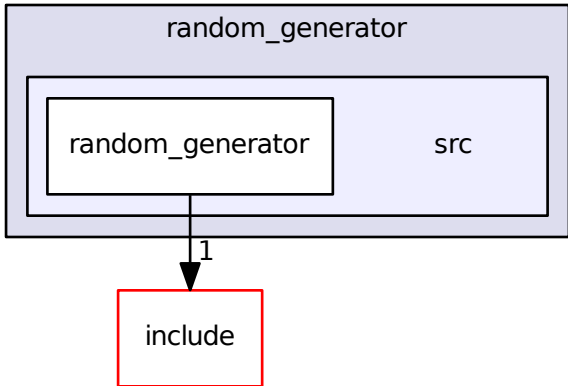 random_generator
random_generator
src
1
include